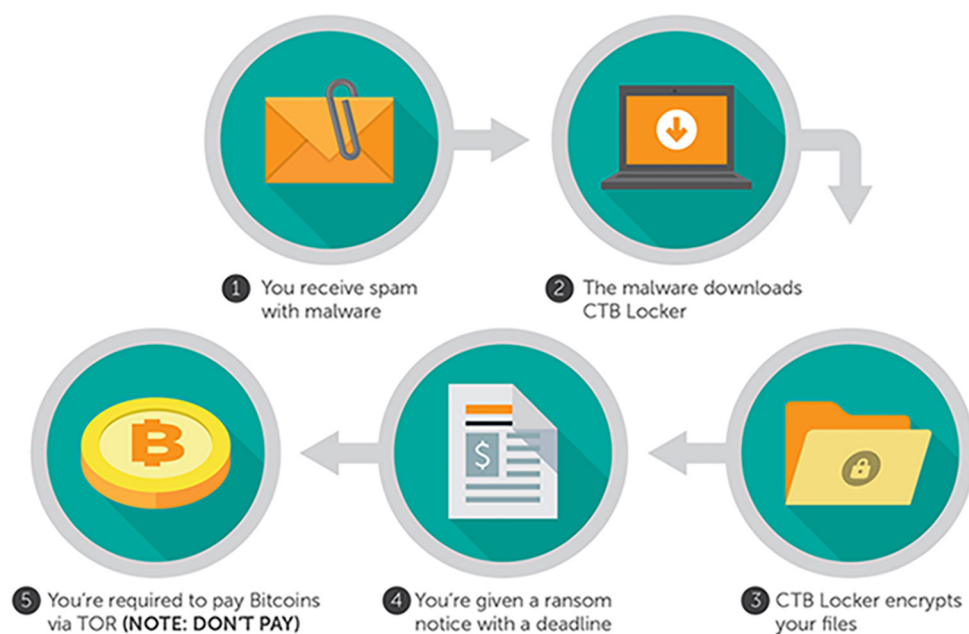 1 You receive spam
with malware
2 The malware downloads
CTB Locker
3 CTB Locker encrypts
your files
4 You're given a ransom
notice with a deadline
5 You're required to pay Bitcoins
via TOR (NOTE: DON'T PAY)